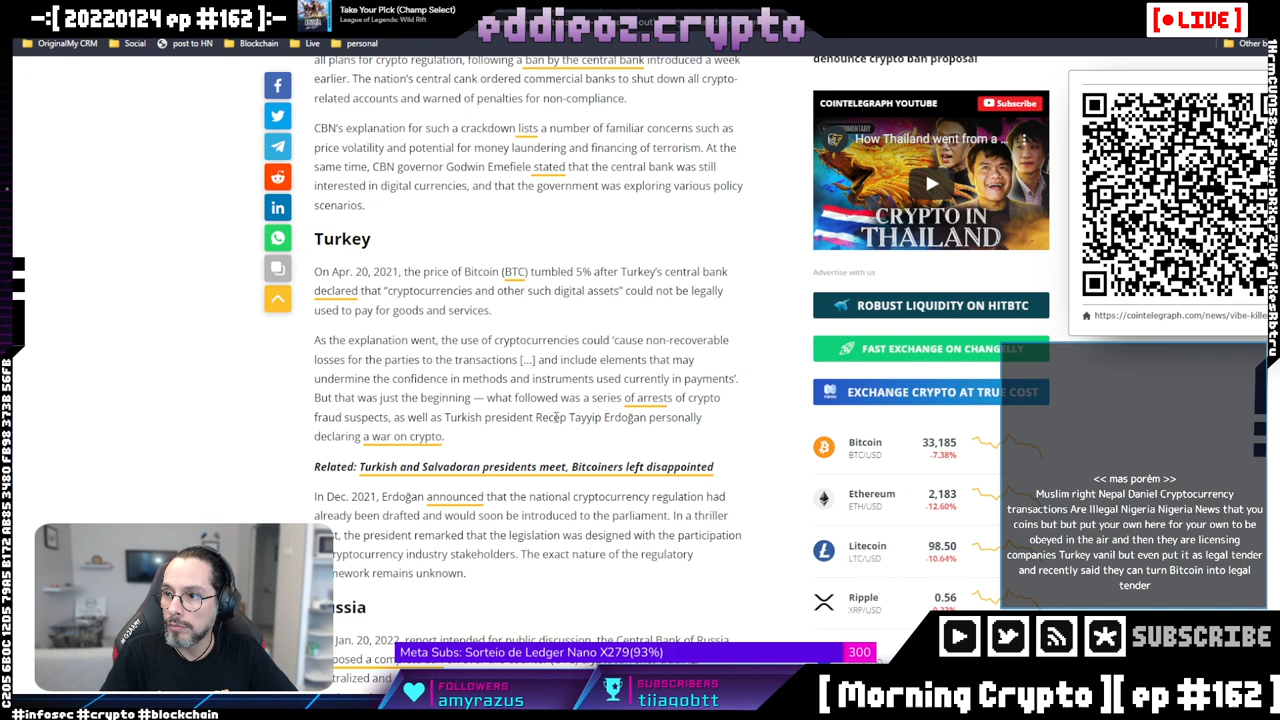 -:[ 20220124 ep #162 ]:-
Take Your Pick (Champ Select)
League of Legends: Wild Rift
eddieoz.crypto
[●LIVE]
OriginalMy CRM
Social
post to HN
Blockchain
Live
personal
Other b
all plans for crypto regulation, following a ban by the central bank introduced a week
earlier. The nation's central cank ordered commercial banks to shut down all crypto-
related accounts and warned of penalties for non-compliance.
CBN's explanation for such a crackdown lists a number of familiar concerns such as
price volatility and potential for money laundering and financing of terrorism. At the
same time, CBN governor Godwin Emefiele stated that the central bank was still
interested in digital currencies, and that the government was exploring various policy
scenarios.
Turkey
On Apr. 20, 2021, the price of Bitcoin (BTC) tumbled 5% after Turkey's central bank
declared that "cryptocurrencies and other such digital assets" could not be legally
used to pay for goods and services.
As the explanation went, the use of cryptocurrencies could 'cause non-recoverable
losses for the parties to the transactions [...] and include elements that may
undermine the confidence in methods and instruments used currently in payments'.
But that was just the beginning — what followed was a series of arrests of crypto
fraud suspects, as well as Turkish president Recep Tayyip Erdoğan personally
declaring a war on crypto.
Related: Turkish and Salvadoran presidents meet, Bitcoiners left disappointed
In Dec. 2021, Erdoğan announced that the national cryptocurrency regulation had
already been drafted and would soon be introduced to the parliament. In a thriller
, the president remarked that the legislation was designed with the participation
ryptocurrency industry stakeholders. The exact nature of the regulatory
mework remains unknown.
ssia
Jan. 20, 2022, report intended for public discussion, the Central Bank of Russia
denounce crypto ban proposal
COINTELEGRAPH YOUTUBE
Subscribe
How Thailand went from a ...
CRYPTO IN
THAILAND
Advertise with us
ROBUST LIQUIDITY ON HITBTC
FAST EXCHANGE ON CHANGELLY
EXCHANGE CRYPTO AT TRUE COST
Bitcoin 33,185
BTC/USD -7.38%
Ethereum 2,183
ETH/USD -12.60%
Litecoin 98.50
LTC/USD -10.64%
Ripple 0.56
XRP/USD
https://cointelegraph.com/news/vibe-kille
<< mas porém >>
Muslim right Nepal Daniel Cryptocurrency
transactions Are Illegal Nigeria Nigeria News that you
coins but but put your own here for your own to be
obeyed in the air and then they are licensing
companies Turkey vanil but even put it as legal tender
and recently said they can turn Bitcoin into legal
tender
Meta Subs: Sorteio de Ledger Nano X279(93%)
300
FOLLOWERS
amyrazus
SUBSCRIBERS
tiiagobtt
SUBSCRIBE
[ Morning Crypto ][ ep #162 ]
#infosec #crypto #blockchain